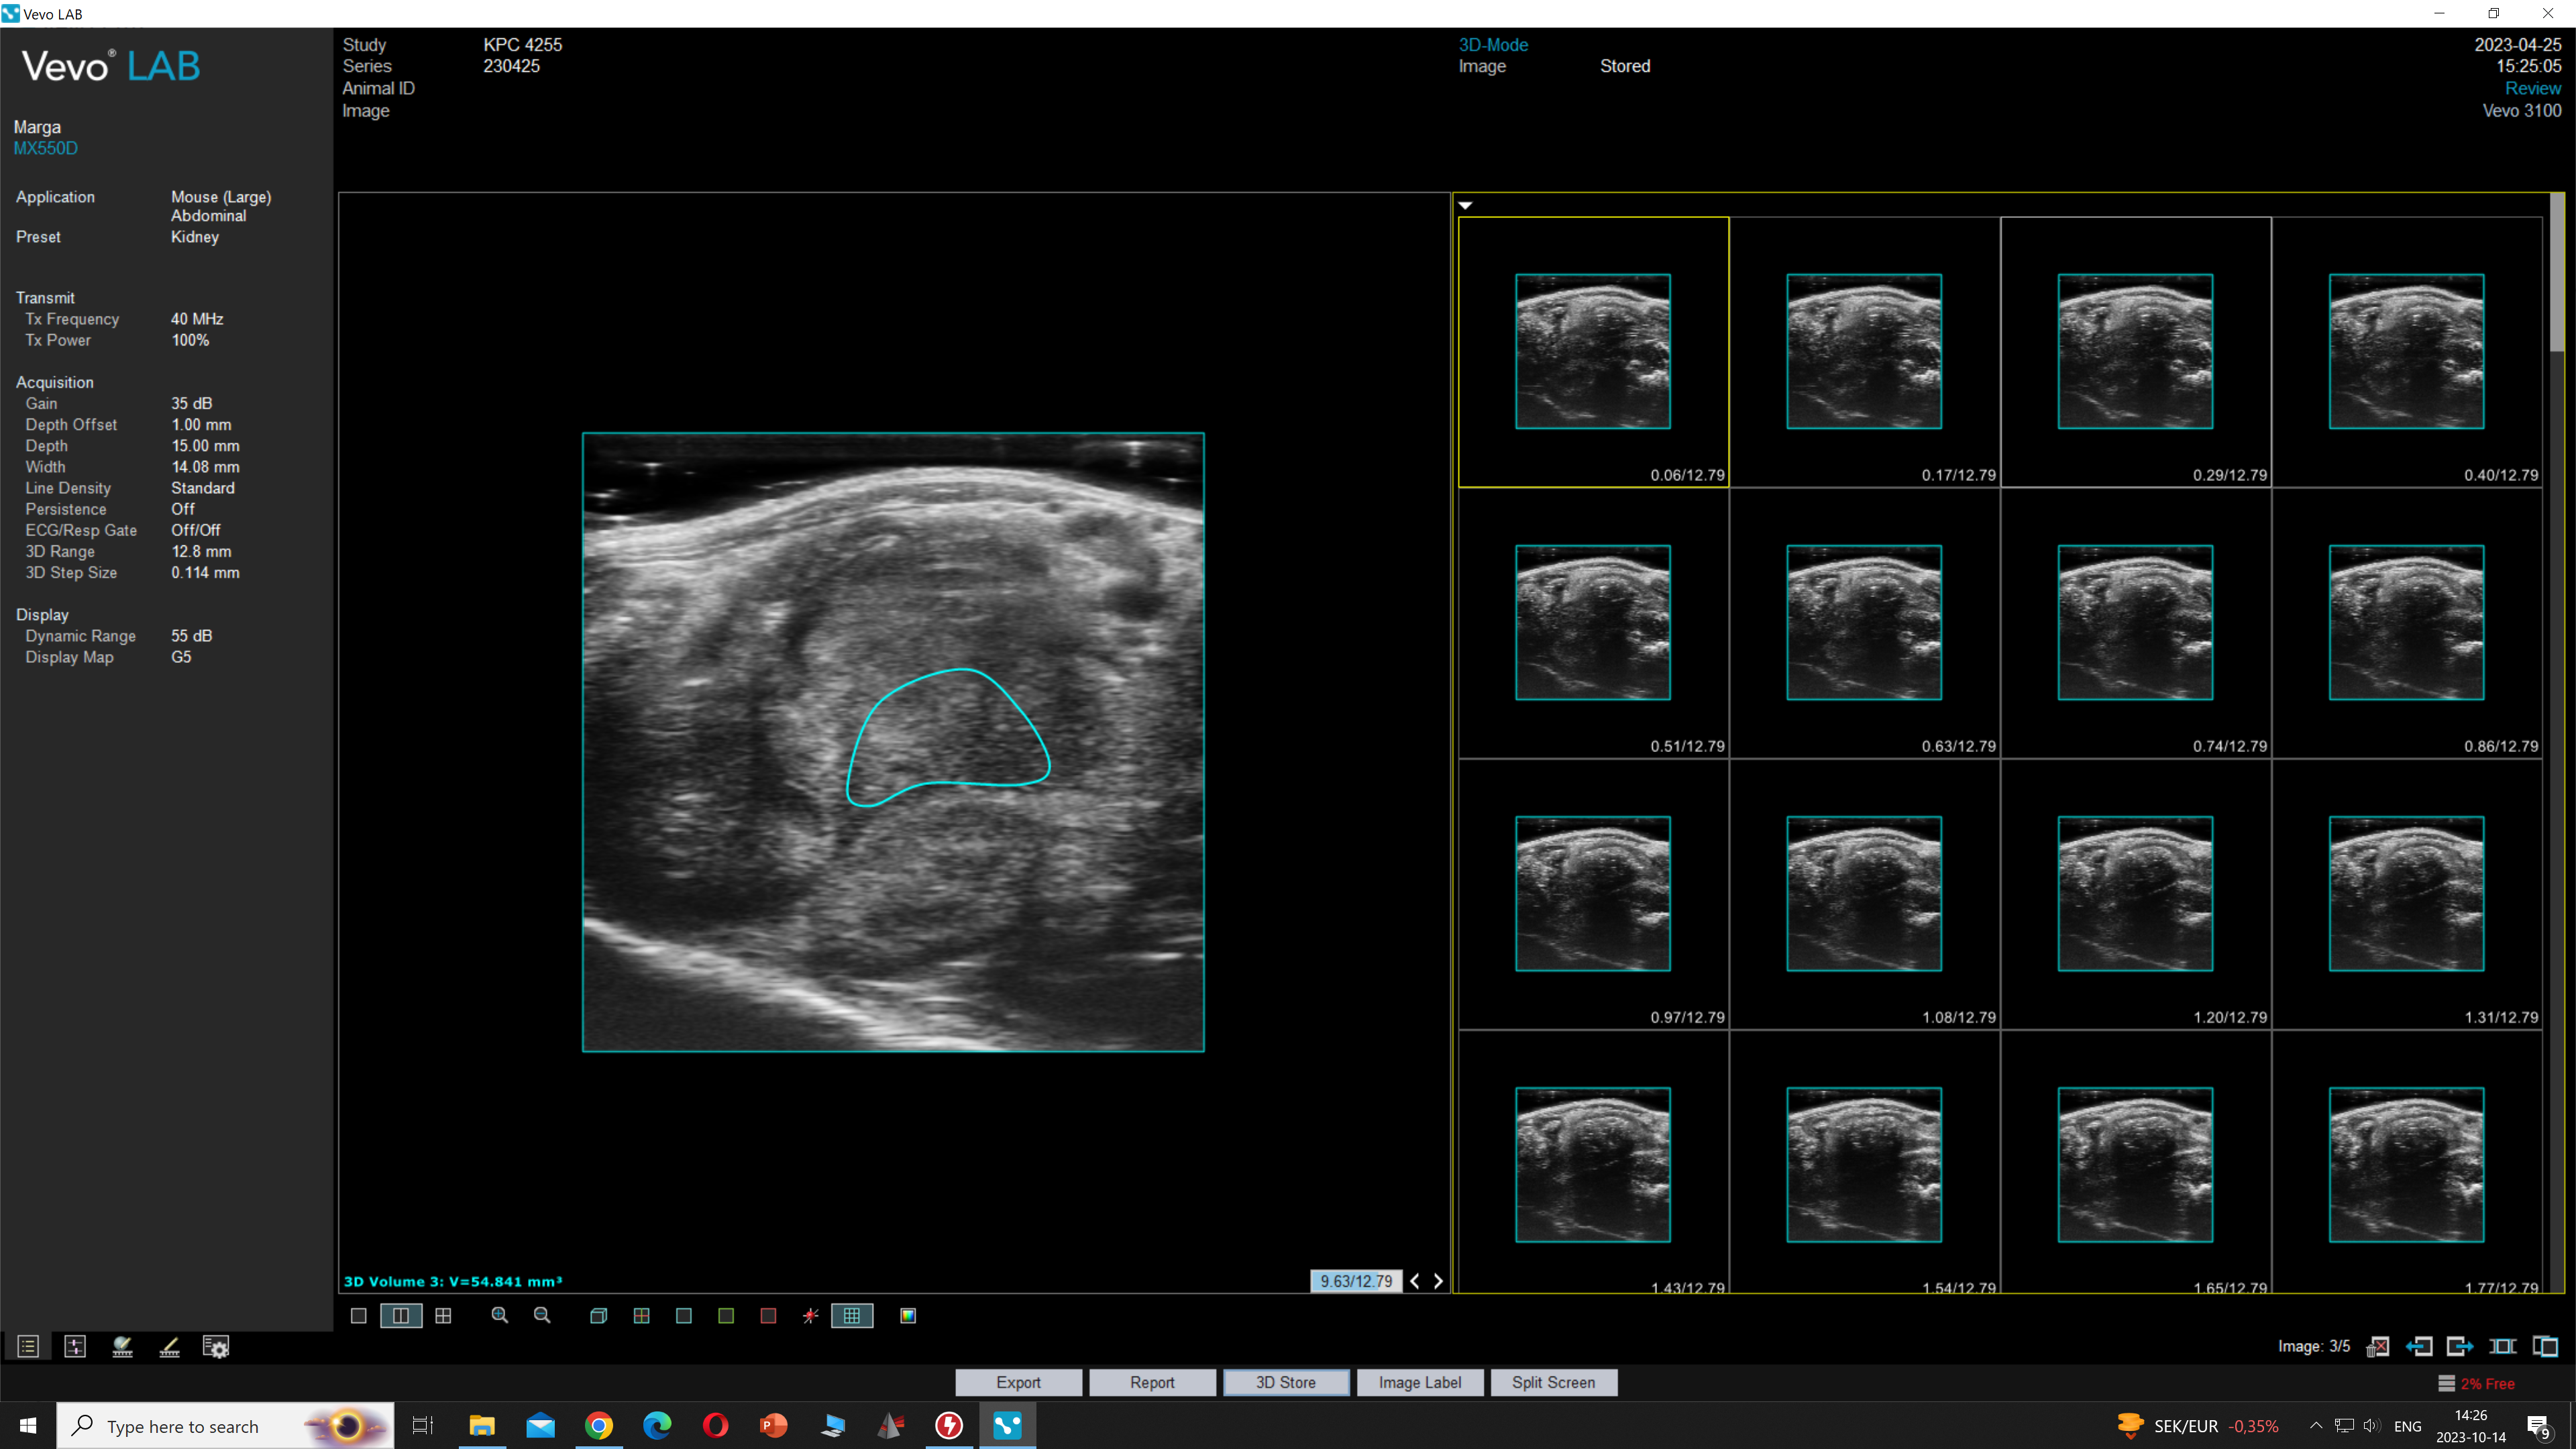 Vevo LAB
Vevo® LAB
Marga
MX550D
Application Mouse (Large)
Abdominal
Preset Kidney
Transmit
Tx Frequency 40 MHz
Tx Power 100%
Acquisition
Gain 35 dB
Depth Offset 1.00 mm
Depth 15.00 mm
Width 14.08 mm
Line Density Standard
Persistence Off
ECG/Resp Gate Off/Off
3D Range 12.8 mm
3D Step Size 0.114 mm
Display
Dynamic Range 55 dB
Display Map G5
Study KPC 4255
Series 230425
Animal ID
Image
3D-Mode
Image Stored
2023-04-25
15:25:05
Review
Vevo 3100
0.06/12.79 0.17/12.79 0.29/12.79 0.40/12.79
0.51/12.79 0.63/12.79 0.74/12.79 0.86/12.79
0.97/12.79 1.08/12.79 1.20/12.79 1.31/12.79
1.43/12.79 1.54/12.79 1.65/12.79 1.77/12.79
3D Volume 3: V=54.841 mm³
9.63/12.79
Image: 3/5
Export Report 3D Store Image Label Split Screen
2% Free
Type here to search
SEK/EUR -0,35%
ENG
14:26
2023-10-14
9